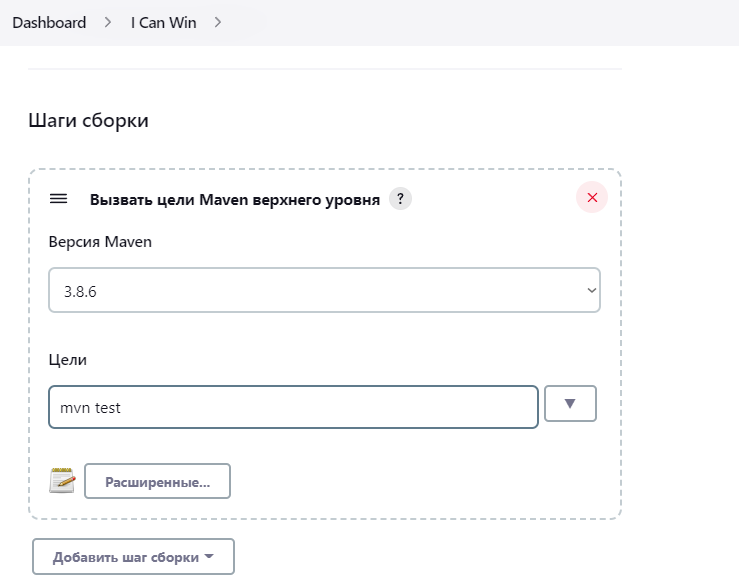 Dashboard > I Can Win >
Шаги сборки
Вызвать цели Maven верхнего уровня ?
Версия Maven
3.8.6
Цели
mvn test
Расширенные...
Добавить шаг сборки